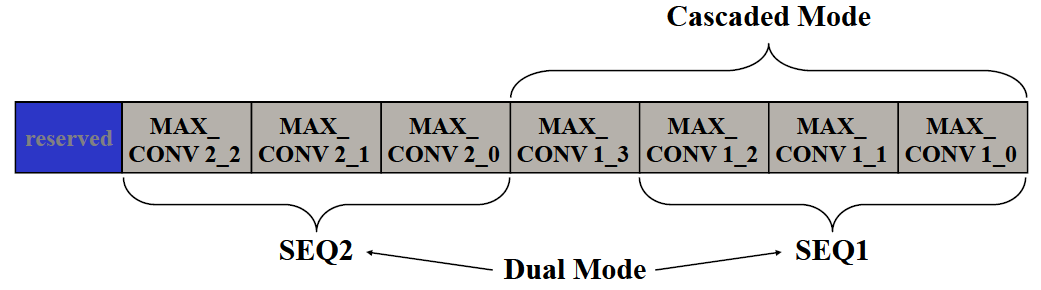 Cascaded Mode
reserved
MAX_
CONV 2_2
MAX_
CONV 2_1
MAX_
CONV 2_0
MAX_
CONV 1_3
MAX_
CONV 1_2
MAX_
CONV 1_1
MAX_
CONV 1_0
SEQ2
Dual Mode
SEQ1